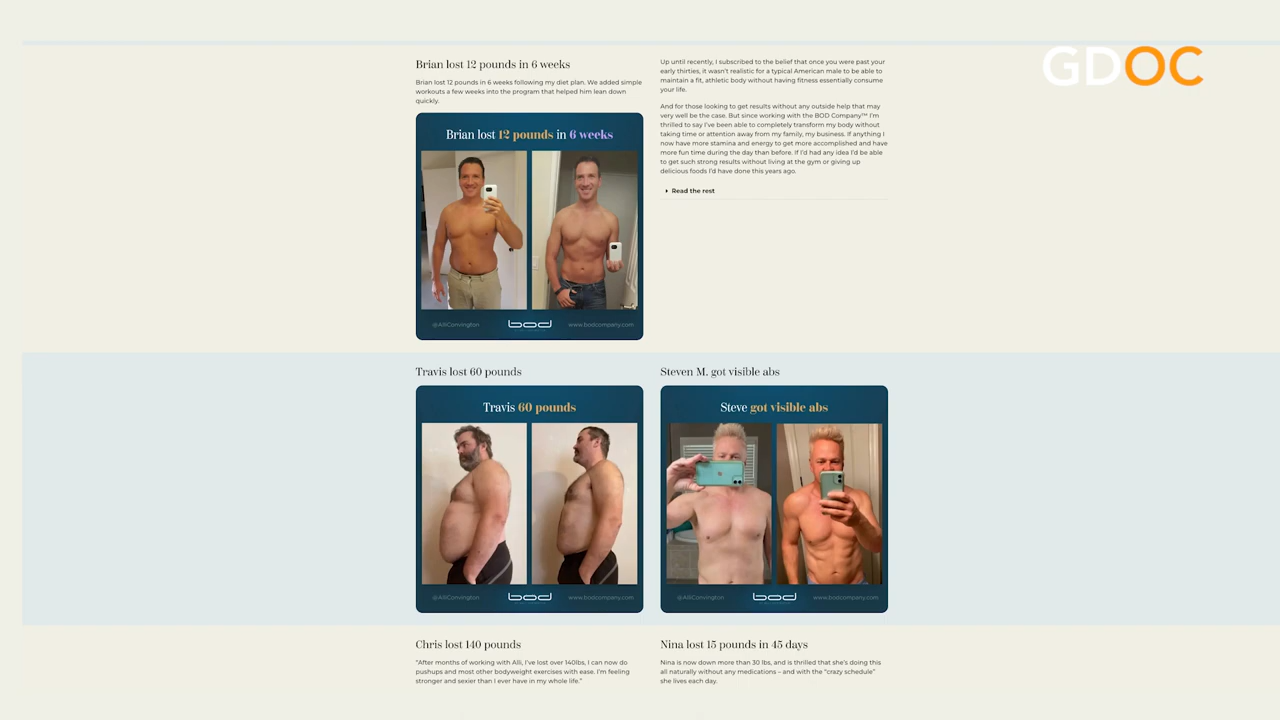 GDOC
Brian lost 12 pounds in 6 weeks
Brian lost 12 pounds in 6 weeks following my diet plan. We added simple
workouts a few weeks into the program that helped him lean down
quickly.
Brian lost 12 pounds in 6 weeks
@AlliConvington
bod
www.bodcompany.com
Up until recently, I subscribed to the belief that once you were past your
early thirties, it wasn't realistic for a typical American male to be able to
maintain a fit, athletic body without having fitness essentially consume
your life.
And for those looking to get results without any outside help that may
very well be the case. But since working with the BOD Company™ I'm
thrilled to say I've been able to completely transform my body without
taking time or attention away from my family, my business. If anything I
now have more stamina and energy to get more accomplished and have
more fun time during the day than before. If I'd had any idea I'd be able
to get such strong results without living at the gym or giving up
delicious foods I'd have done this years ago.
Read the rest
Travis lost 60 pounds
Travis 60 pounds
@AlliConvington
bod
www.bodcompany.com
Steven M. got visible abs
Steve got visible abs
@AlliConvington
bod
www.bodcompany.com
Chris lost 140 pounds
"After months of working with Alli, I've lost over 140lbs, I can now do
pushups and most other bodyweight exercises with ease. I'm feeling
stronger and sexier than I ever have in my whole life."
Nina lost 15 pounds in 45 days
Nina is now down more than 30 lbs, and is thrilled that she's doing this
all naturally without any medications – and with the "crazy schedule"
she lives each day.